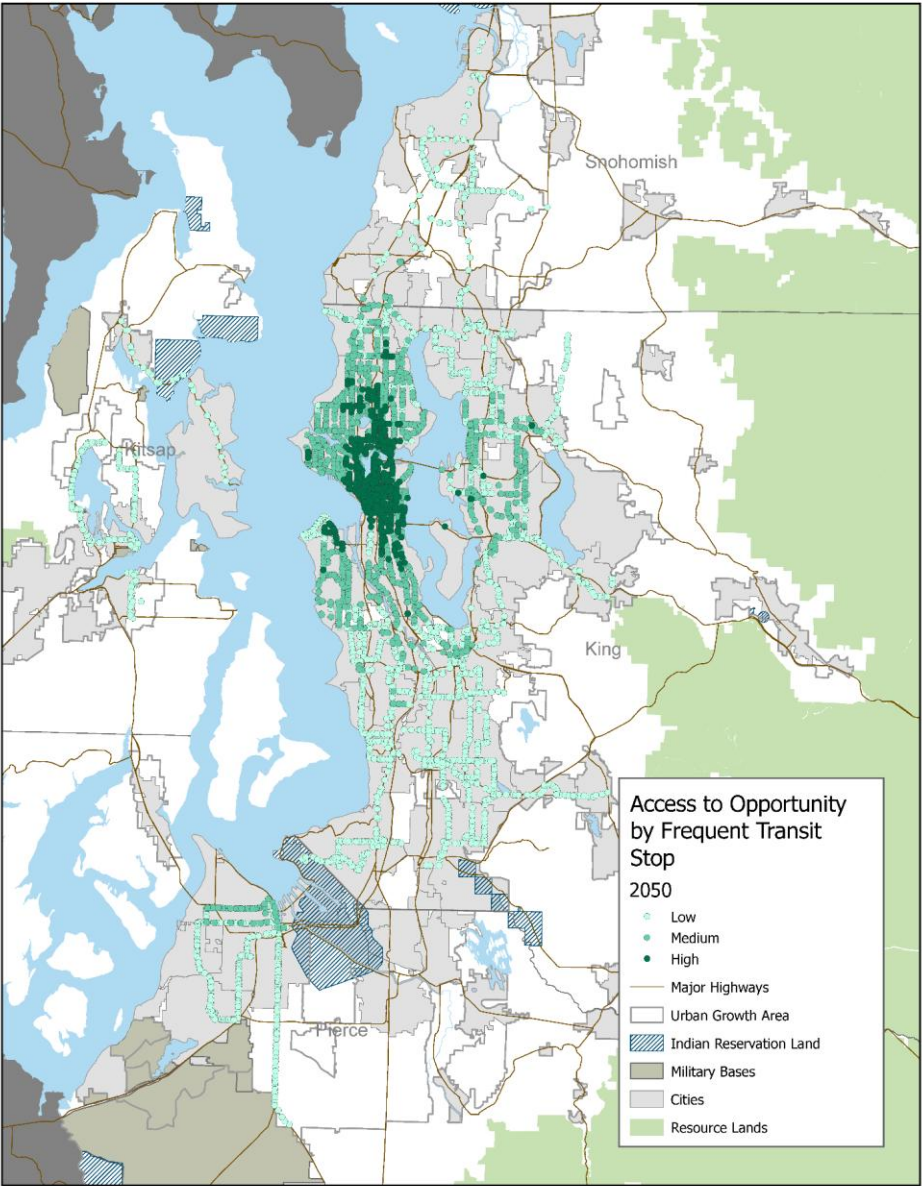 Snohomish
Kitsap
King
Pierce
Access to Opportunity
by Frequent Transit
Stop
2050
Low
Medium
High
Major Highways
Urban Growth Area
Indian Reservation Land
Military Bases
Cities
Resource Lands